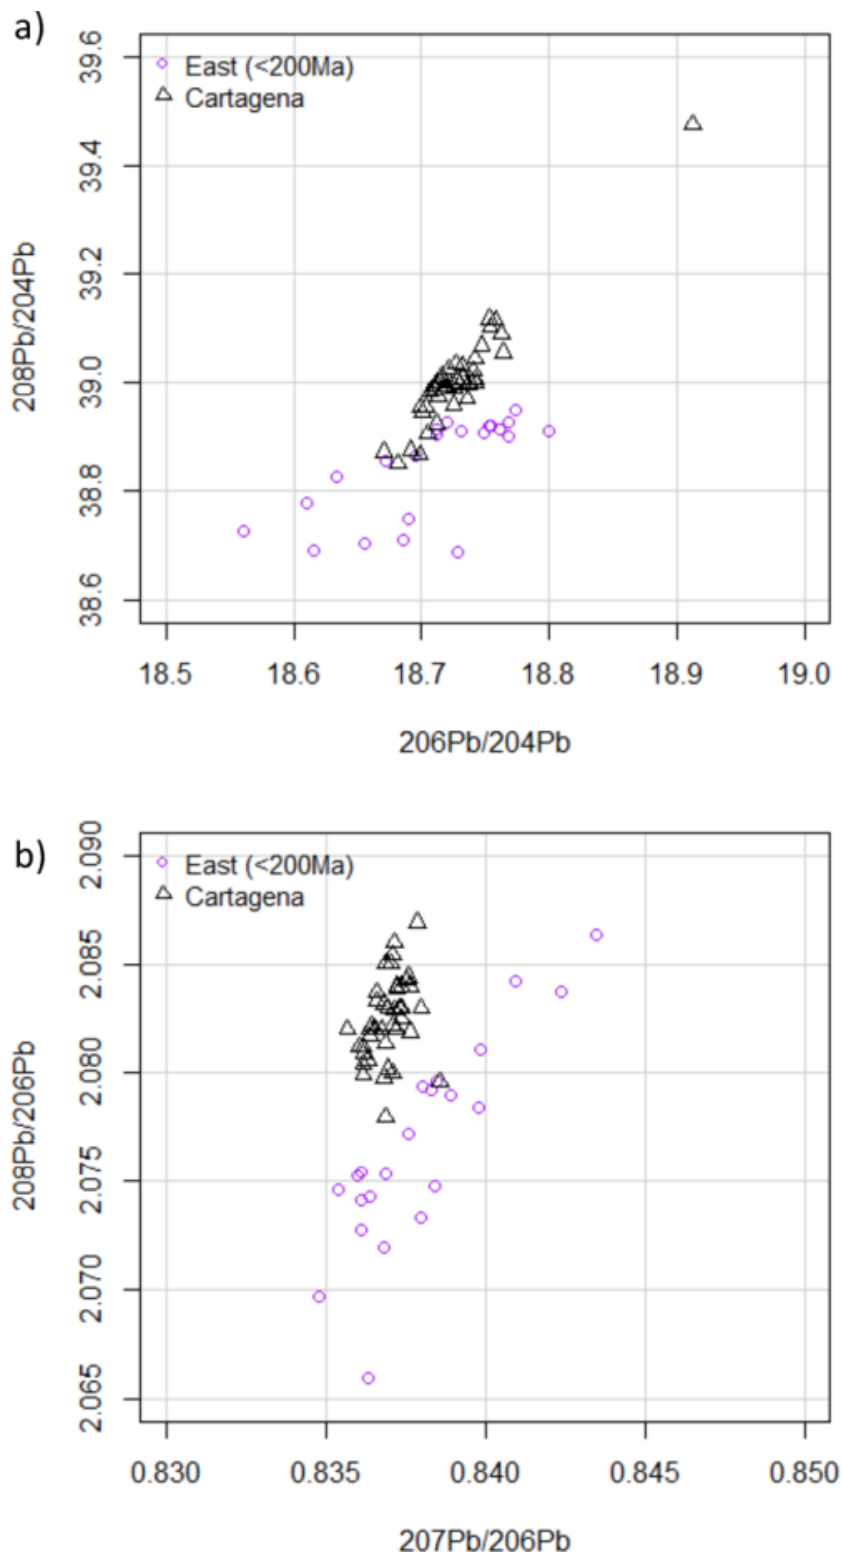 a)
East (<200Ma)
Cartagena
39.6
39.4
39.2
39.0
38.8
38.6
208Pb/204Pb
18.5 18.6 18.7 18.8 18.9 19.0
206Pb/204Pb
b)
East (<200Ma)
Cartagena
2.090
2.085
2.080
2.075
2.070
2.065
208Pb/206Pb
0.830 0.835 0.840 0.845 0.850
207Pb/206Pb